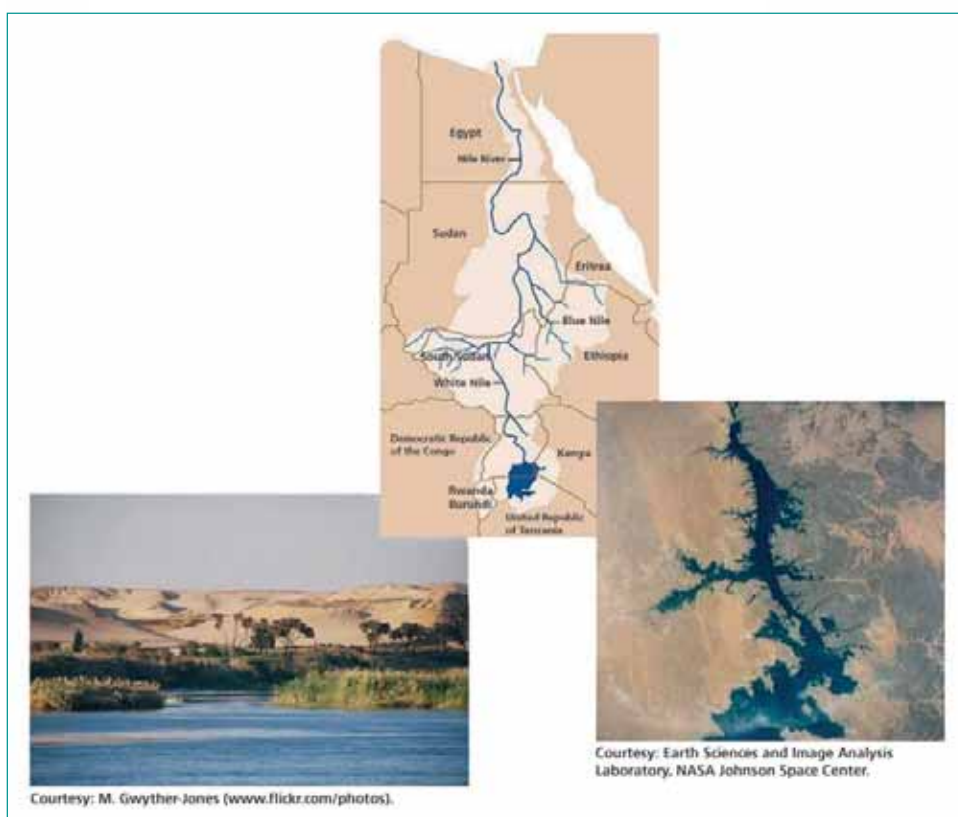 Egypt
Nile River
Sudan
Eritrea
Blue Nile
South Sudan
Ethiopia
White Nile
Democratic Republic
of the Congo
Kenya
Rwanda
Burundi
United Republic
of Tanzania
Courtesy: Earth Sciences and Image Analysis
Laboratory, NASA Johnson Space Center.
Courtesy: M. Gwyther-Jones (www.flickr.com/photos).